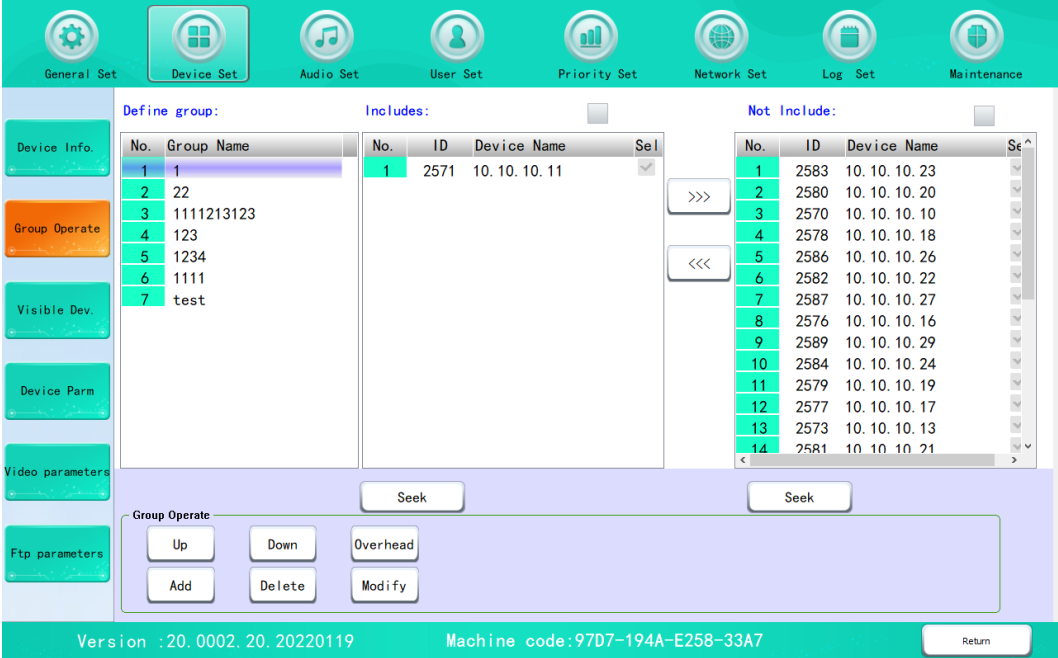 General Set Device Set Audio Set User Set Priority Set Network Set Log Set Maintenance
Device Info.
Group Operate
Visible Dev.
Device Parm
Video parameters
Ftp parameters
Define group:
No. Group Name
1 1
2 22
3 1111213123
4 123
5 1234
6 1111
7 test
Includes:
No. ID Device Name Sel
1 2571 10.10.10.11
>>>
<<<
Not Include:
No. ID Device Name Se
1 2583 10.10.10.23
2 2580 10.10.10.20
3 2570 10.10.10.10
4 2578 10.10.10.18
5 2586 10.10.10.26
6 2582 10.10.10.22
7 2587 10.10.10.27
8 2576 10.10.10.16
9 2589 10.10.10.29
10 2584 10.10.10.24
11 2579 10.10.10.19
12 2577 10.10.10.17
13 2573 10.10.10.13
14 2581 10.10.10.21
Seek Seek
Group Operate
Up Down Overhead
Add Delete Modify
Version :20.0002.20.20220119 Machine code:97D7-194A-E258-33A7 Return